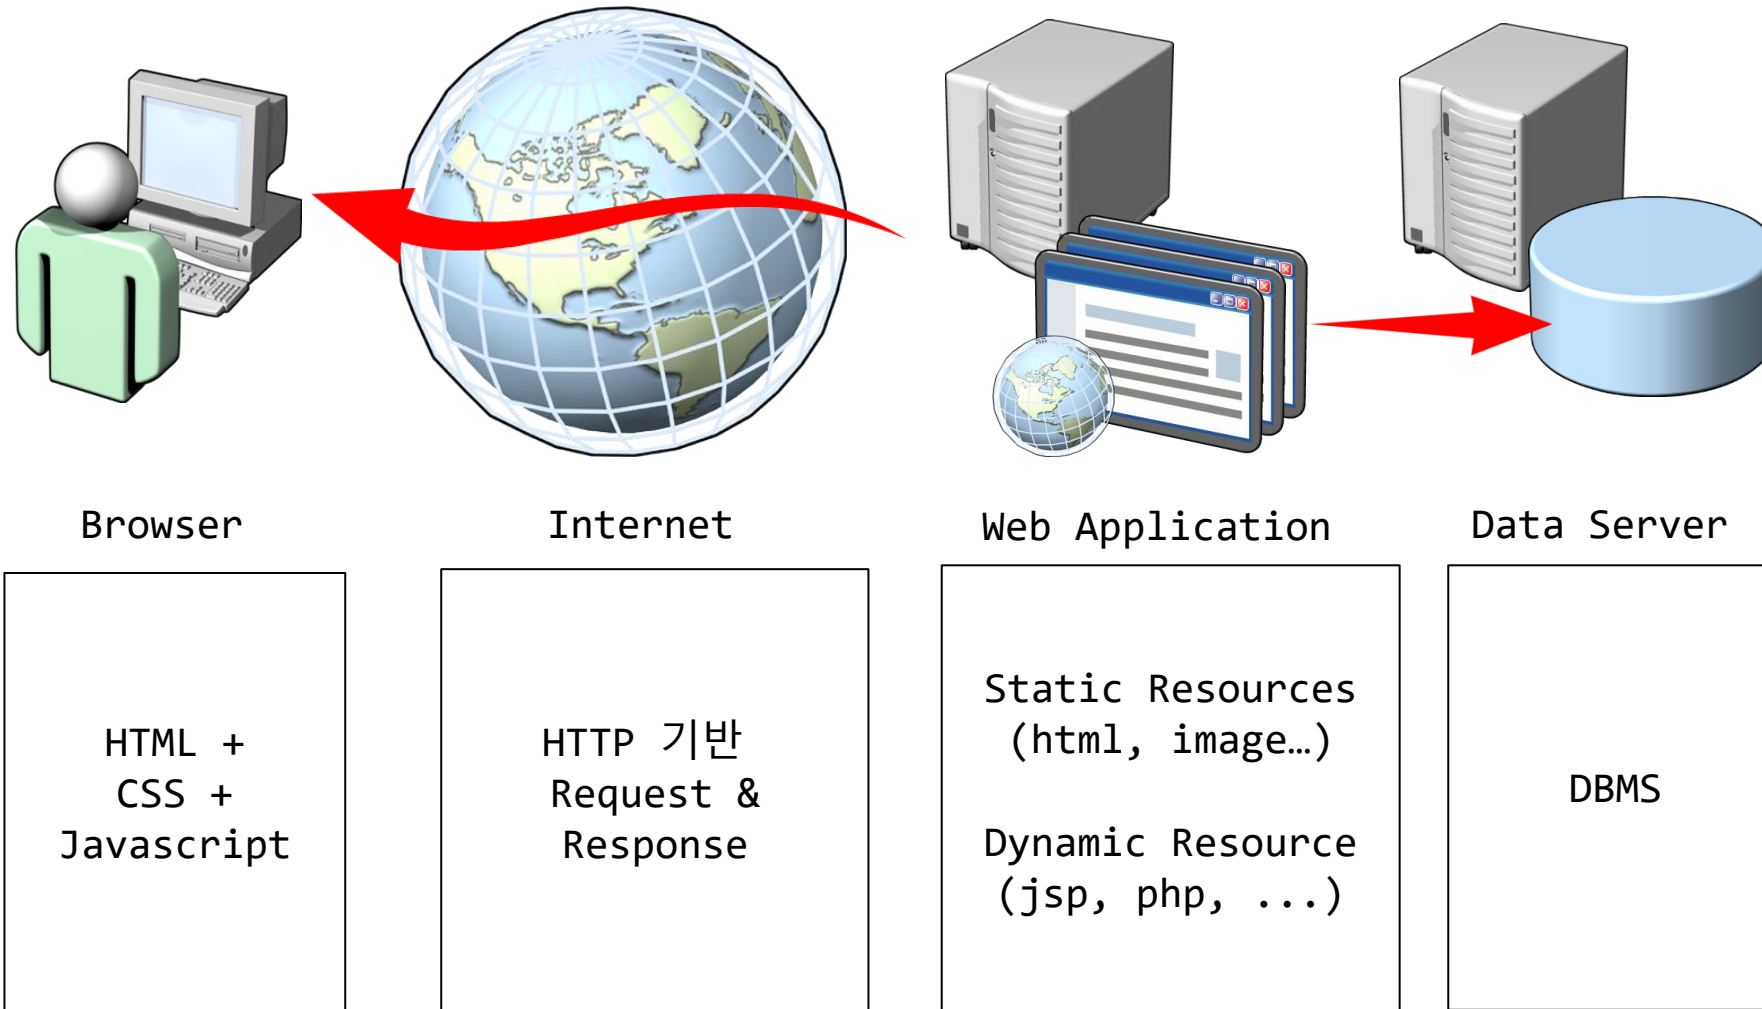 Browser
Internet
Web Application
Data Server
HTML +
CSS +
Javascript
HTTP 기반
Request &
Response
Static Resources
(html, image…)
Dynamic Resource
(jsp, php, ...)
DBMS